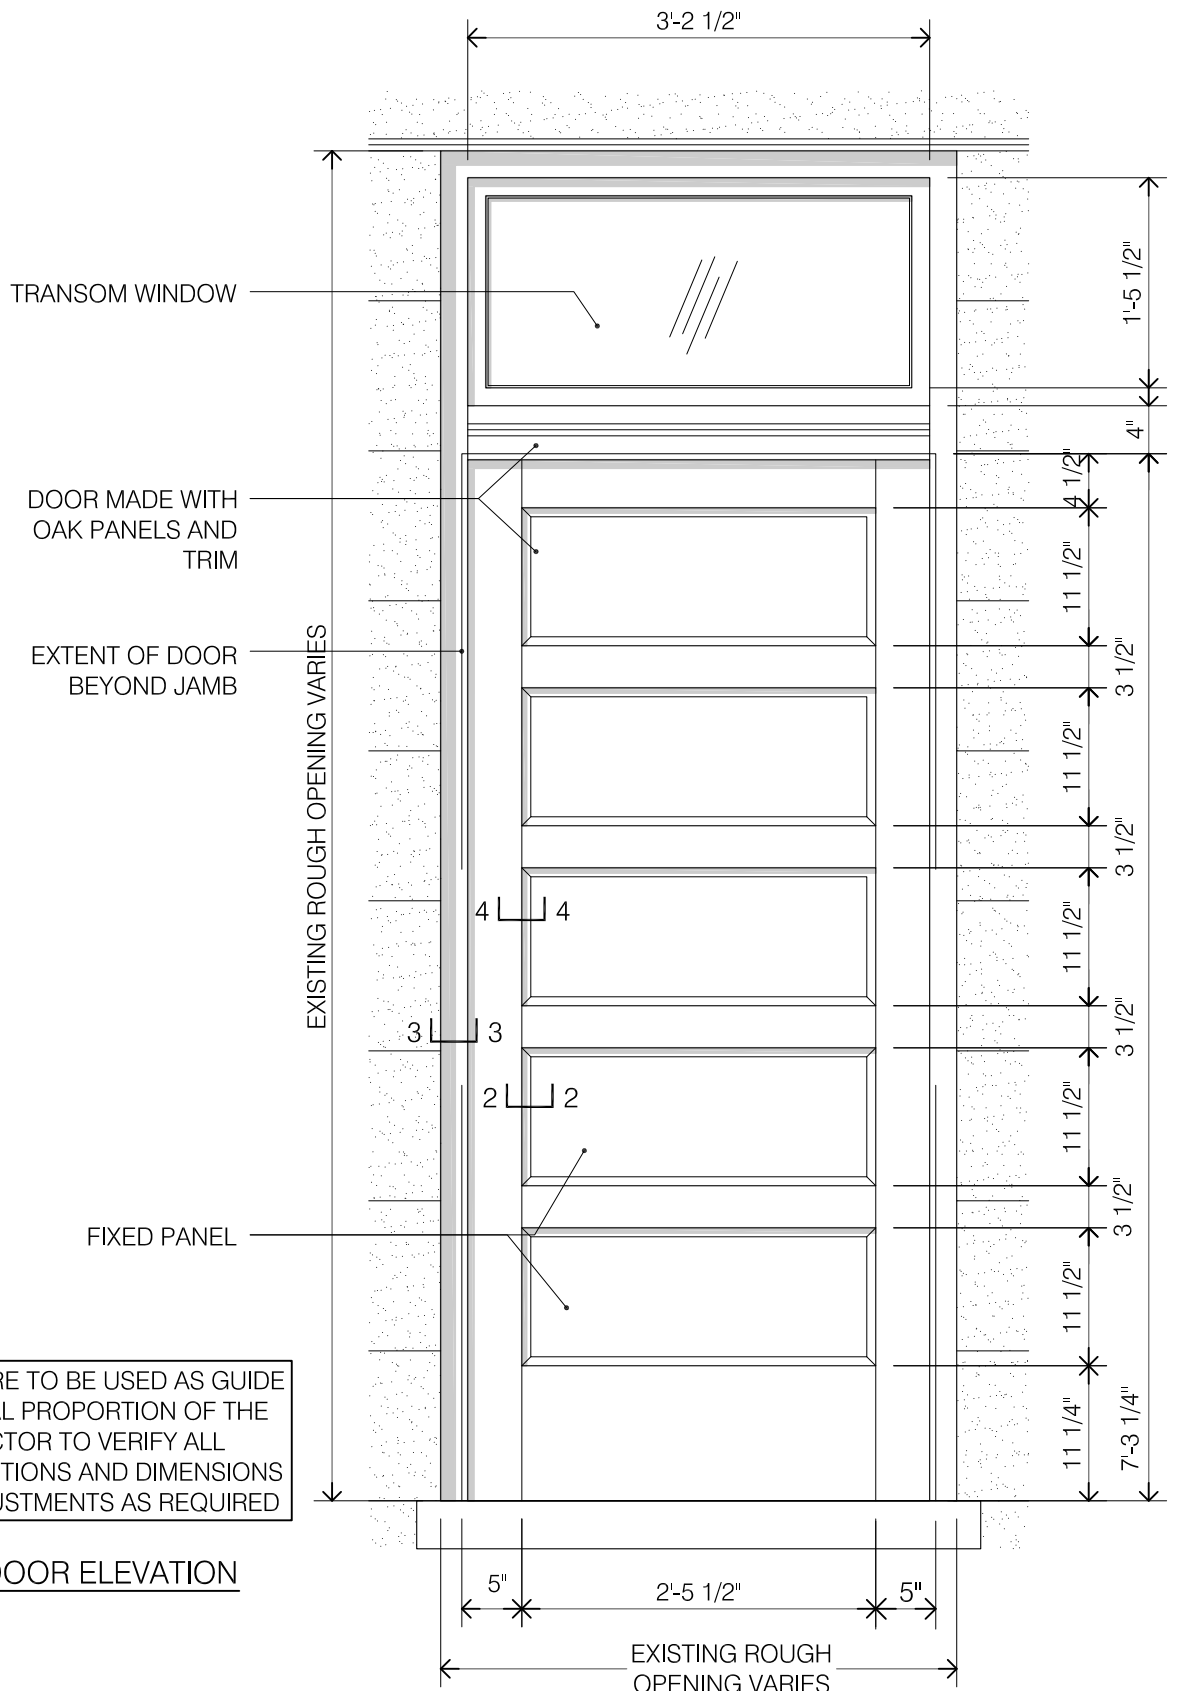 3'-2 1/2"
TRANSOM WINDOW
1'-5 1/2"
4"
4 1/2"
DOOR MADE WITH
OAK PANELS AND
TRIM
11 1/2"
EXTENT OF DOOR
BEYOND JAMB
EXISTING ROUGH OPENING VARIES
3 1/2"
11 1/2"
3 1/2"
4 4
11 1/2"
3 3
3 1/2"
2 2
11 1/2"
3 1/2"
FIXED PANEL
11 1/2"
RE TO BE USED AS GUIDE
AL PROPORTION OF THE
CTOR TO VERIFY ALL
TIONS AND DIMENSIONS
USTMENTS AS REQUIRED
11 1/4"
7'-3 1/4"
DOOR ELEVATION
5"
2'-5 1/2"
5"
EXISTING ROUGH
OPENING VARIES